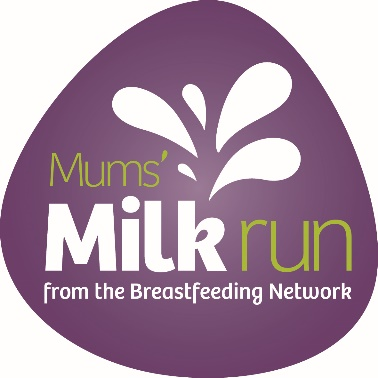 Mums'
Milk run
from the Breastfeeding Network